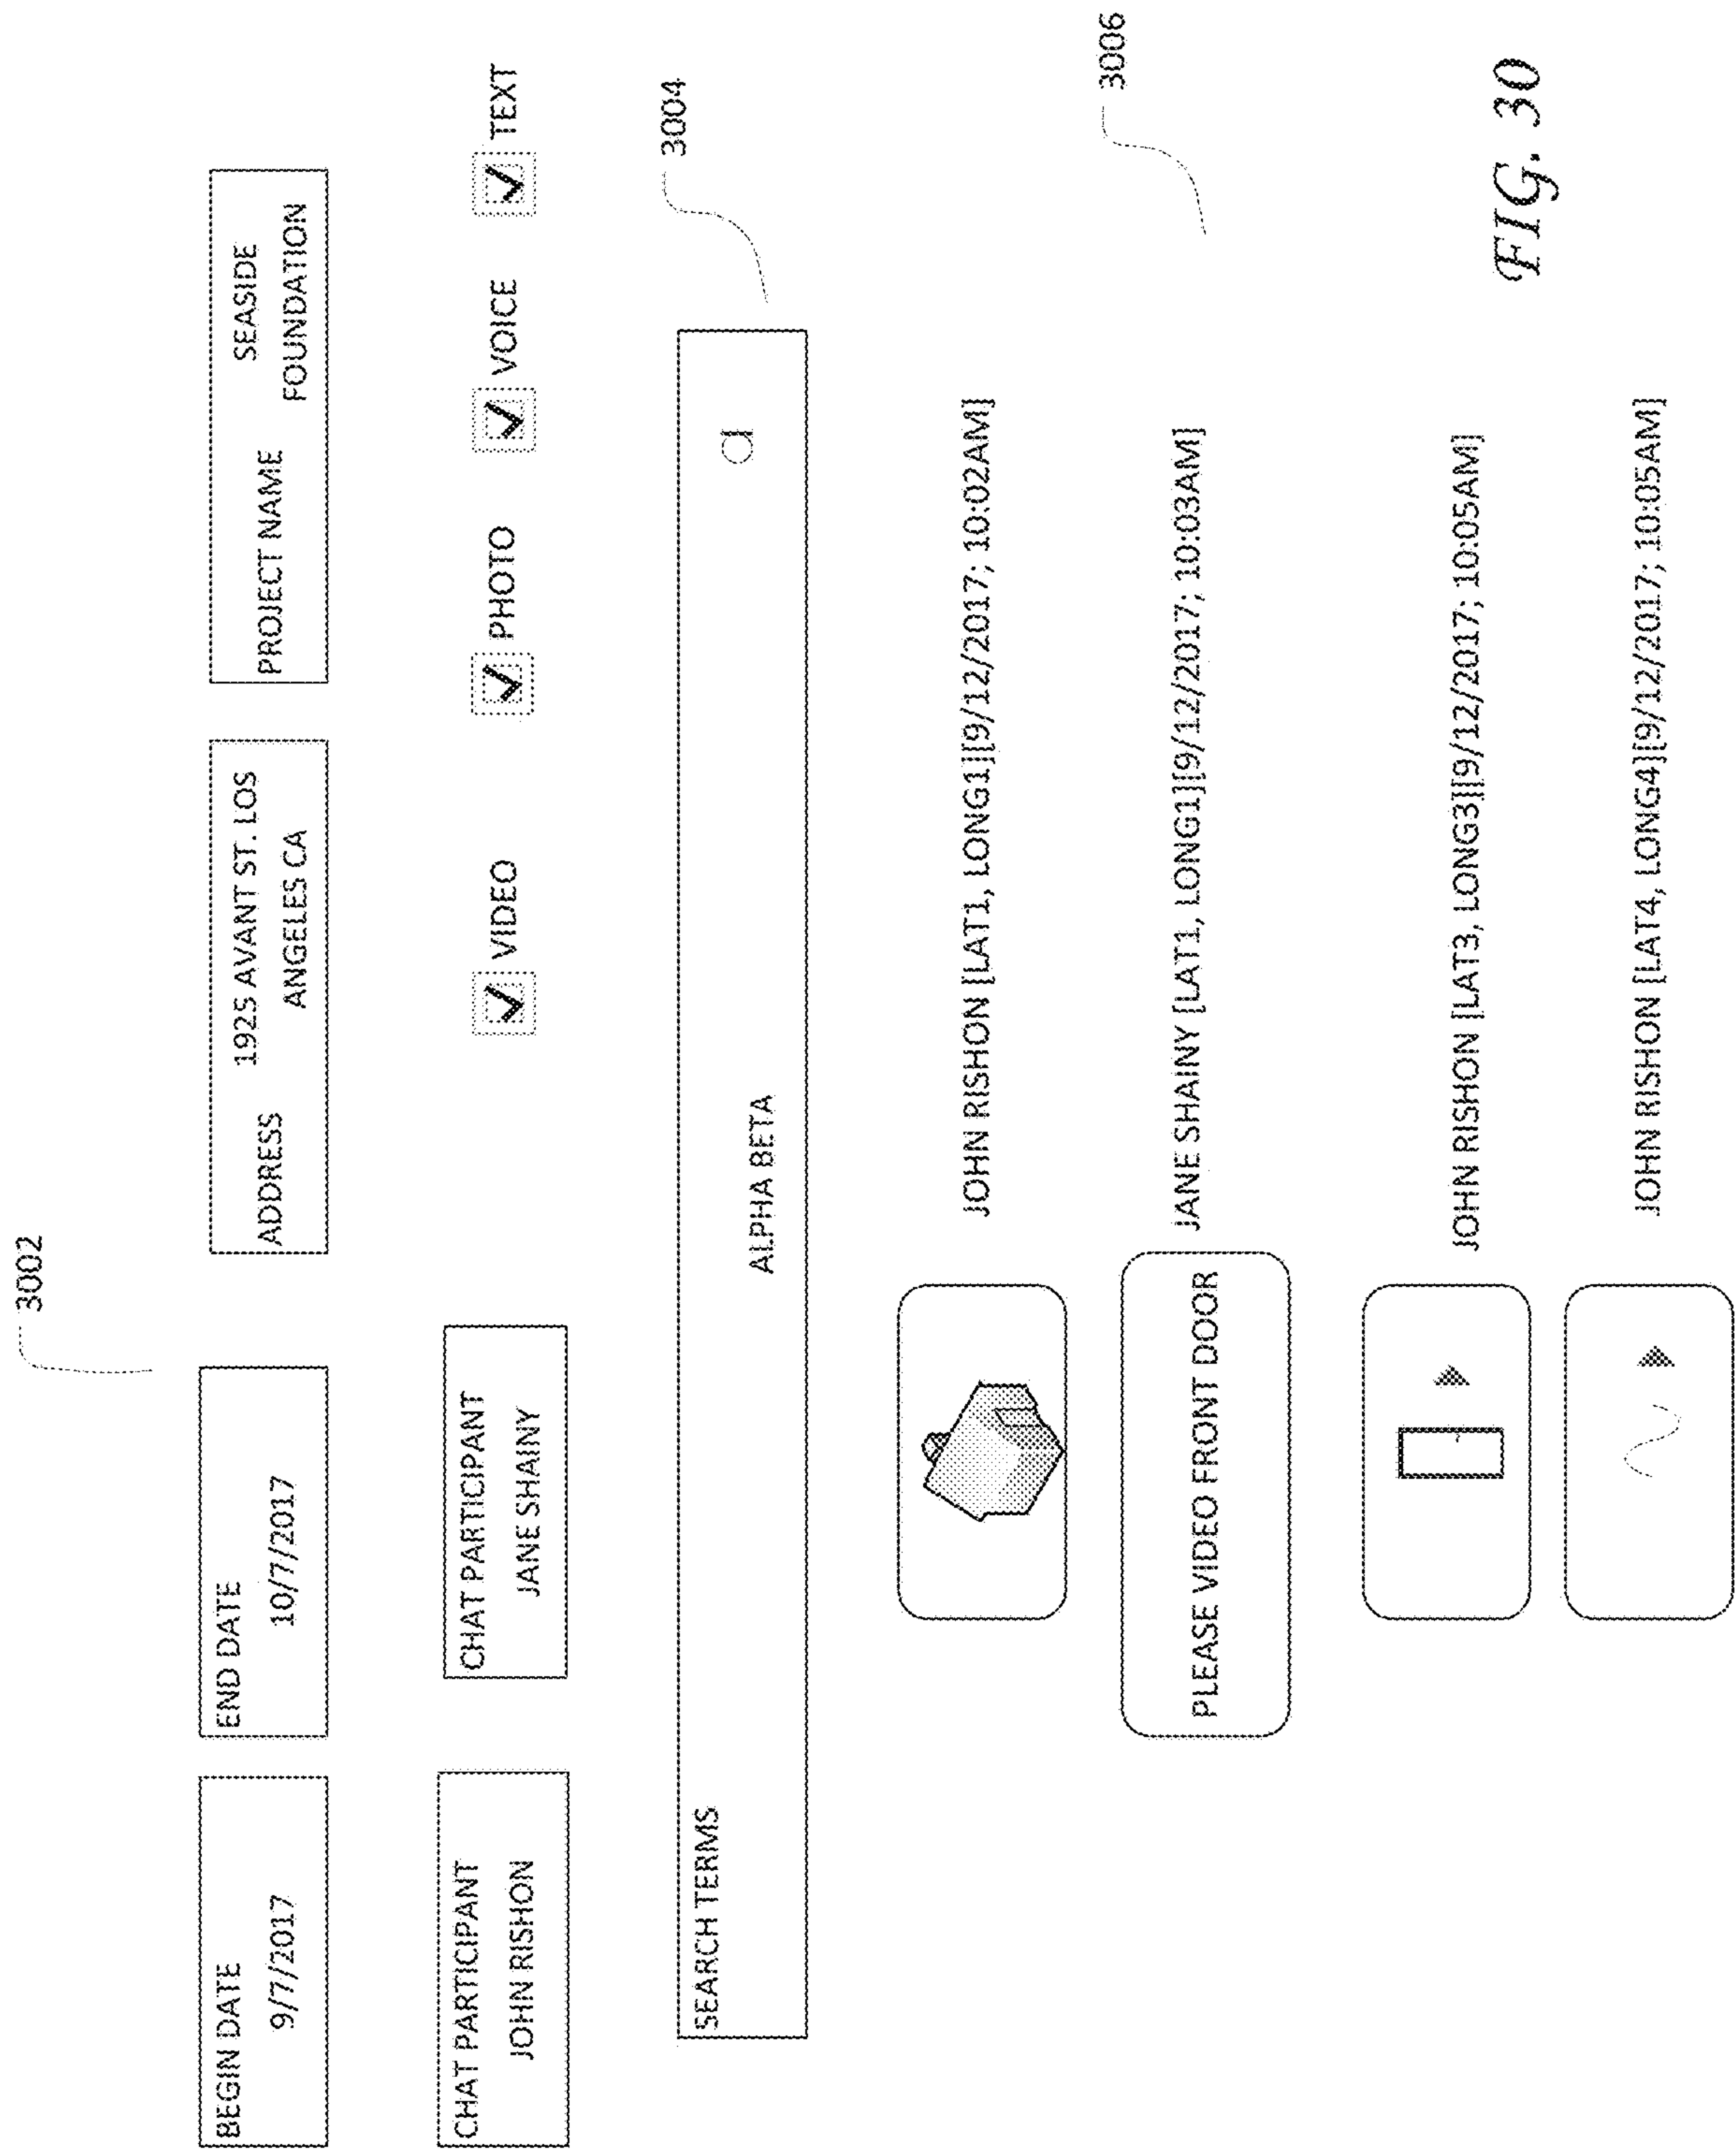 3002
BEGIN DATE
9/7/2017
END DATE
10/7/2017
ADDRESS
1925 AVANT ST. LOS
ANGELES CA
PROJECT NAME
SEASIDE
FOUNDATION
CHAT PARTICIPANT
JOHN RISHON
CHAT PARTICIPANT
JANE SHAINY
VIDEO
PHOTO
VOICE
TEXT
3004
SEARCH TERMS
ALPHA BETA
JOHN RISHON [LAT1, LONG1][9/12/2017; 10:02AM]
3006
PLEASE VIDEO FRONT DOOR
JANE SHAINY [LAT1, LONG1][9/12/2017; 10:03AM]
JOHN RISHON [LAT3, LONG3][9/12/2017; 10:05AM]
JOHN RISHON [LAT4, LONG4][9/12/2017; 10:05AM]
FIG. 30